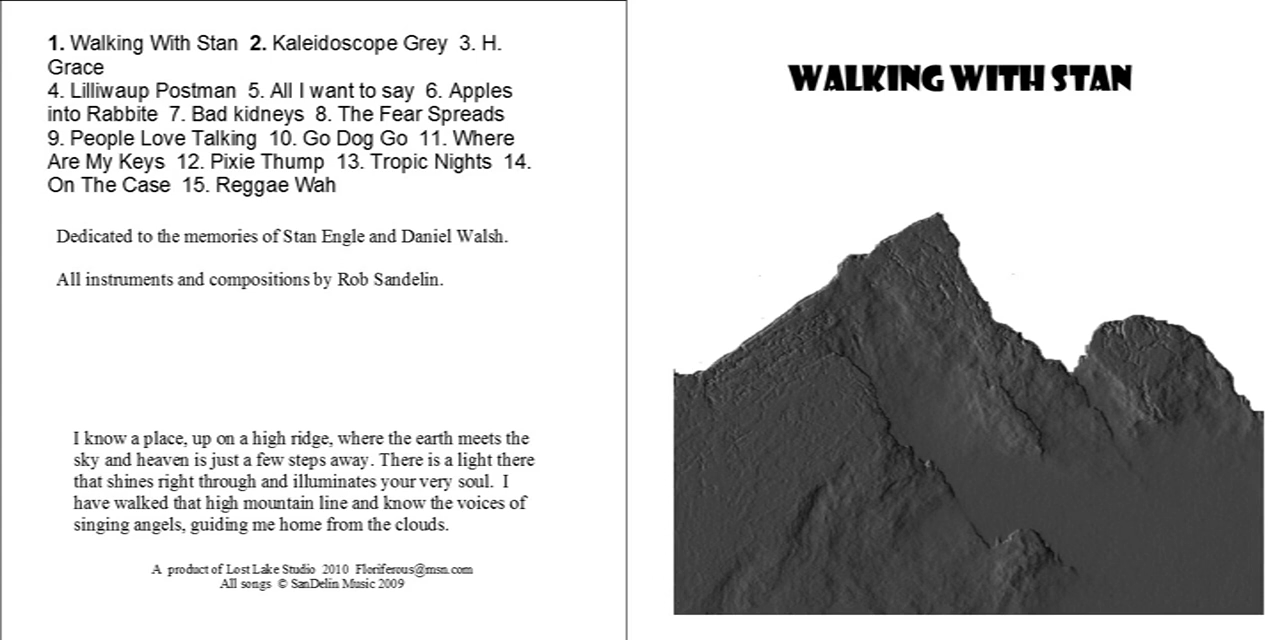 1. Walking With Stan 2. Kaleidoscope Grey 3. H.
Grace
4. Lilliwaup Postman 5. All I want to say 6. Apples
into Rabbite 7. Bad kidneys 8. The Fear Spreads
9. People Love Talking 10. Go Dog Go 11. Where
Are My Keys 12. Pixie Thump 13. Tropic Nights 14.
On The Case 15. Reggae Wah
Dedicated to the memories of Stan Engle and Daniel Walsh.
All instruments and compositions by Rob Sandelin.
I know a place, up on a high ridge, where the earth meets the
sky and heaven is just a few steps away. There is a light there
that shines right through and illuminates your very soul. I
have walked that high mountain line and know the voices of
singing angels, guiding me home from the clouds.
A product of Lost Lake Studio 2010 Floriferous@msn.com
All songs © SanDelin Music 2009
WALKING WITH STAN